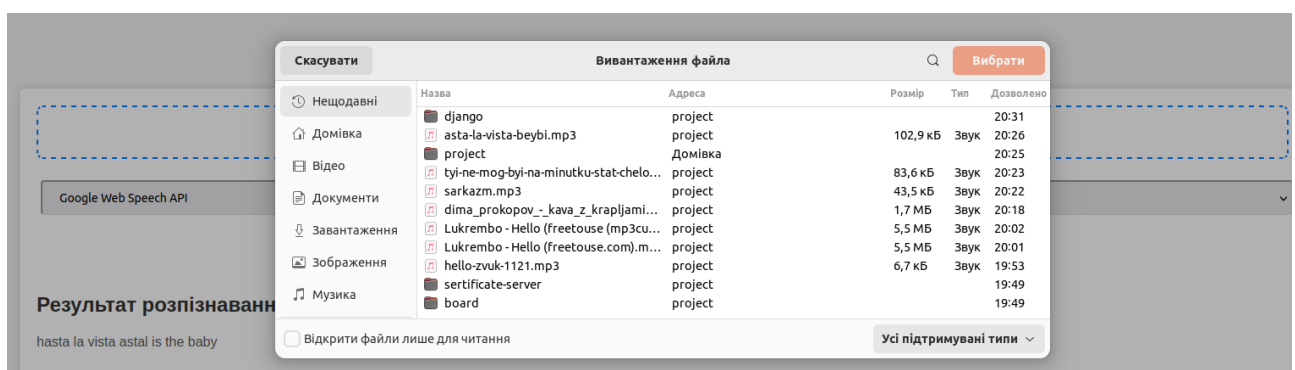 Скасувати Вивантаження файла Вибрати
Нещодавні
Домівка
Відео
Документи
Завантаження
Зображення
Музика
Назва Адреса Розмір Тип Дозволено
django project 20:31
asta-la-vista-beybi.mp3 project 102,9 кБ Звук 20:26
project Домівка 20:25
tyi-ne-mog-byi-na-minutku-stat-chelo... project 83,6 кБ Звук 20:23
sarkazm.mp3 project 43,5 кБ Звук 20:22
dima_prokopov_-_kava_z_krapljami... project 1,7 МБ Звук 20:18
Lukrembo - Hello (freetouse (mp3cu... project 5,5 МБ Звук 20:02
Lukrembo - Hello (freetouse.com).m... project 5,5 МБ Звук 20:01
hello-zvuk-1121.mp3 project 6,7 кБ Звук 19:53
sertificate-server project 19:49
board project 19:49
Відкрити файли лише для читання Усі підтримувані типи
Google Web Speech API
Результат розпізнаванн
hasta la vista astal is the baby